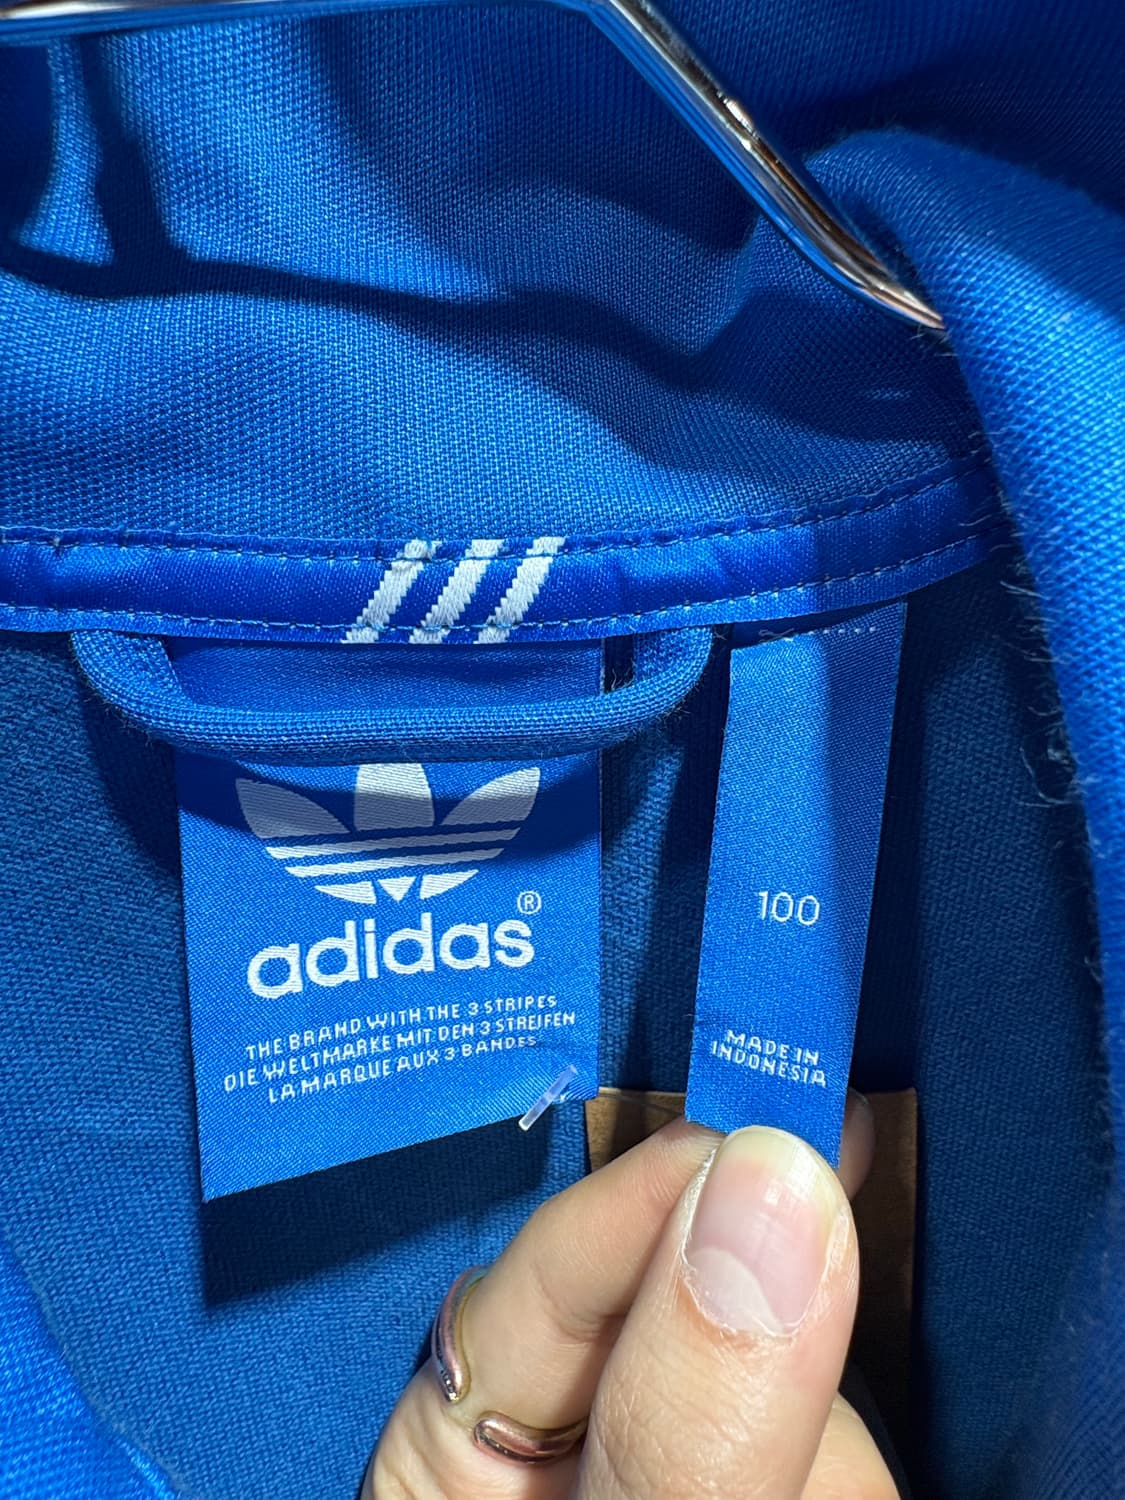 adidas®
THE BRAND WITH THE 3 STRIPES
DIE WELTMARKE MIT DEN 3 STREIFEN
LA MARQUE AUX 3 BANDES
100
MADE IN
INDONESIA